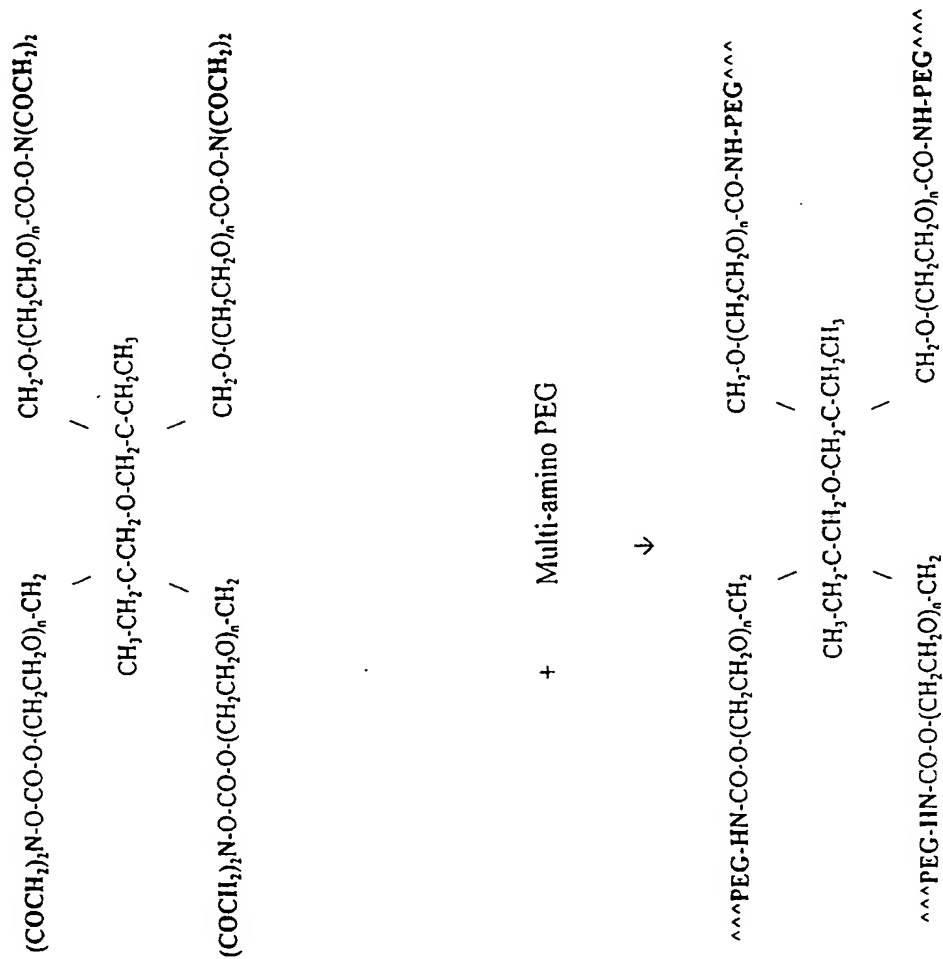 (COCH₂)₂N-O-CO-O-(CH₂CH₂O)ₙ-CH₂ CH₂-O-(CH₂CH₂O)ₙ-CO-O-N(COCH₂)₂
\ /
CH₃-CH₂-C-CH₂-O-CH₂-C-CH₂CH₃
/ \
(COCH₂)₂N-O-CO-O-(CH₂CH₂O)ₙ-CH₂ CH₂-O-(CH₂CH₂O)ₙ-CO-O-N(COCH₂)₂
+ Multi-amino PEG
↓
^^^PEG-HN-CO-O-(CH₂CH₂O)ₙ-CH₂ CH₂-O-(CH₂CH₂O)ₙ-CO-NH-PEG^^^
\ /
CH₃-CH₂-C-CH₂-O-CH₂-C-CH₂CH₃
/ \
^^^PEG-HN-CO-O-(CH₂CH₂O)ₙ-CH₂ CH₂-O-(CH₂CH₂O)ₙ-CO-NH-PEG^^^